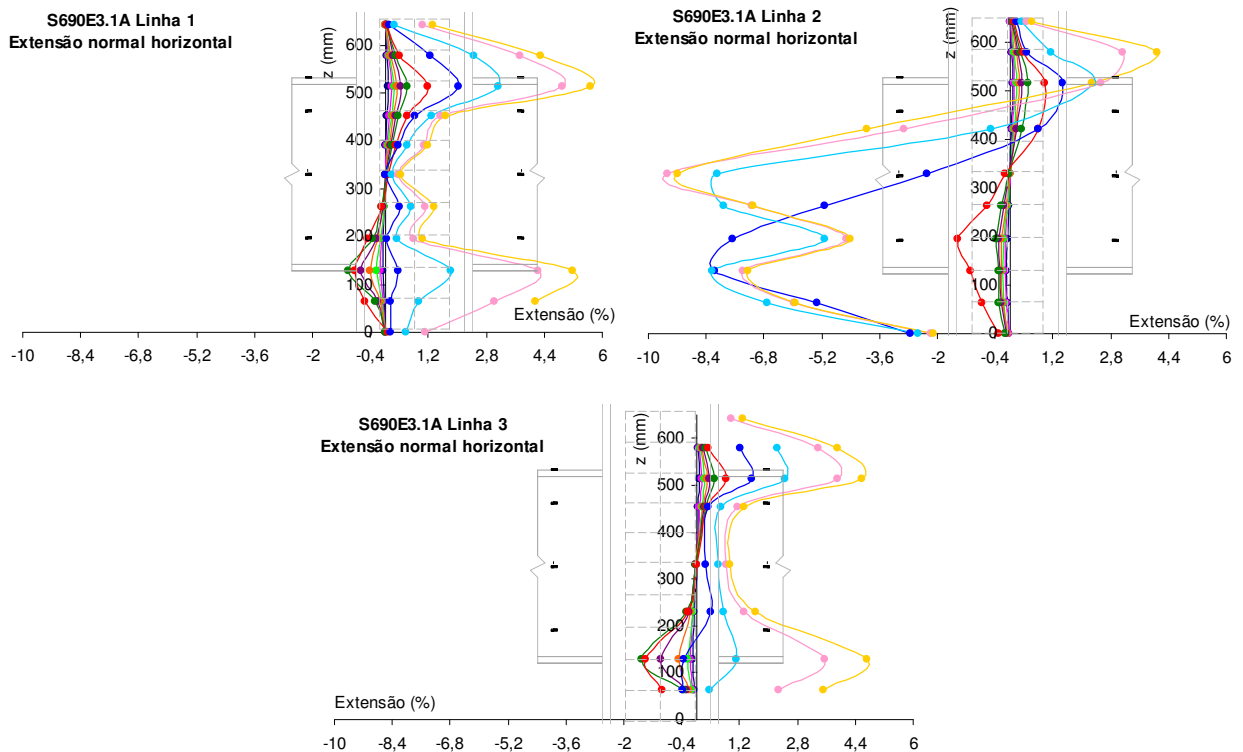 S690E3.1A Linha 1
Extensão normal horizontal
z (mm)
600
500
400
300
200
100
0
Extensão (%)
-10 -8,4 -6,8 -5,2 -3,6 -2 -0,4 1,2 2,8 4,4 6
S690E3.1A Linha 2
Extensão normal horizontal
z (mm)
600
500
400
300
200
100
0
Extensão (%)
-10 -8,4 -6,8 -5,2 -3,6 -2 -0,4 1,2 2,8 4,4 6
S690E3.1A Linha 3
Extensão normal horizontal
z (mm)
600
500
400
300
200
100
0
Extensão (%)
-10 -8,4 -6,8 -5,2 -3,6 -2 -0,4 1,2 2,8 4,4 6